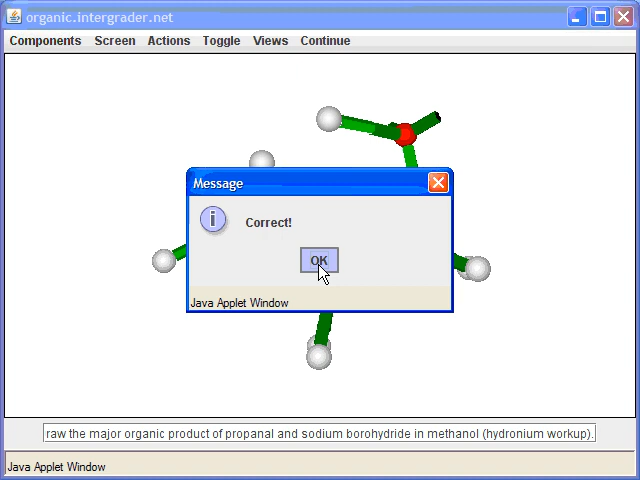 organic.intergrader.net
Components Screen Actions Toggle Views Continue
Message
i
Correct!
OK
Java Applet Window
raw the major organic product of propanal and sodium borohydride in methanol (hydronium workup).
Java Applet Window